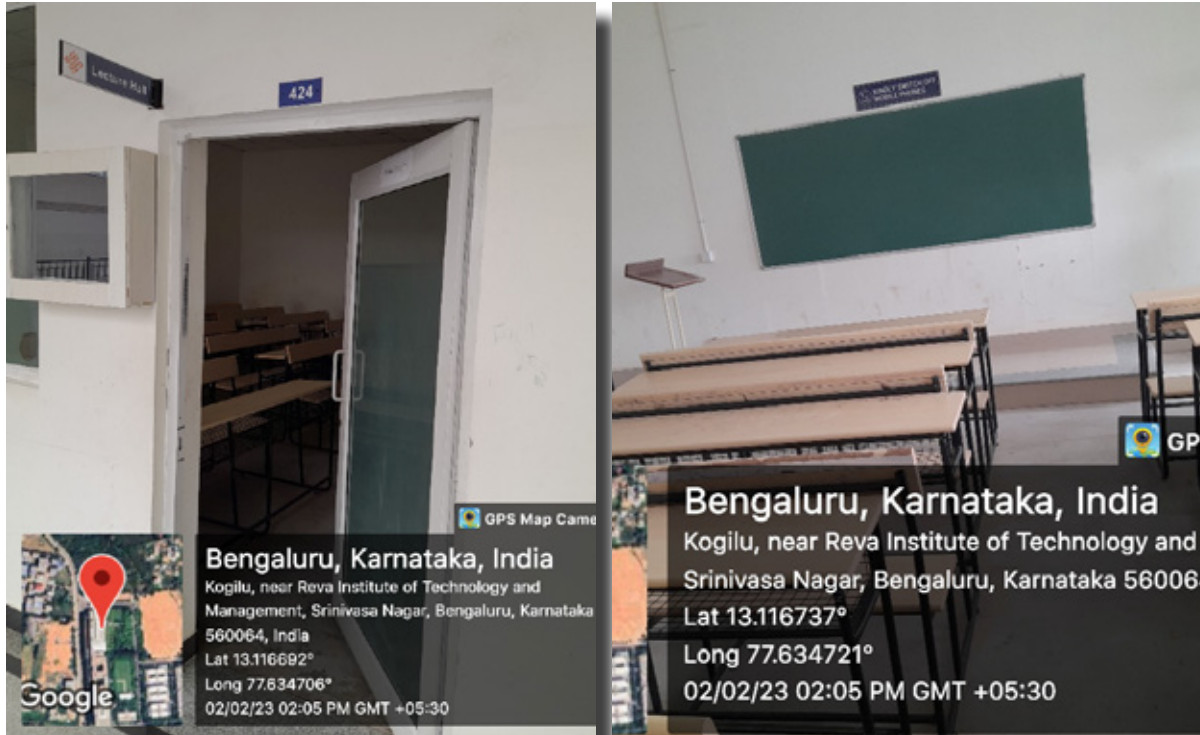 Lecture Hall
424
GPS Map Came
Bengaluru, Karnataka, India
Kogilu, near Reva Institute of Technology and
Management, Srinivasa Nagar, Bengaluru, Karnataka
560064, India
Lat 13.116692°
Long 77.634706°
02/02/23 02:05 PM GMT +05:30
Google
KINDLY SWITCH OFF
MOBILE PHONES
GP
Bengaluru, Karnataka, India
Kogilu, near Reva Institute of Technology and
Srinivasa Nagar, Bengaluru, Karnataka 56006
Lat 13.116737°
Long 77.634721°
02/02/23 02:05 PM GMT +05:30